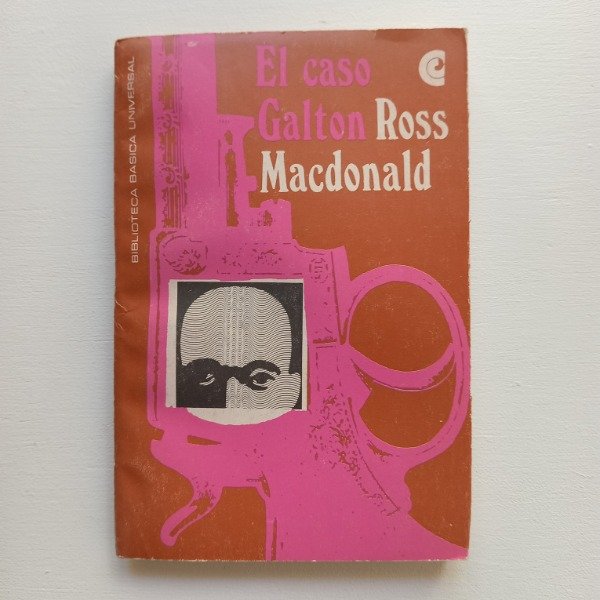 El caso
Galton Ross
Macdonald
BIBLIOTECA BASICA UNIVERSAL